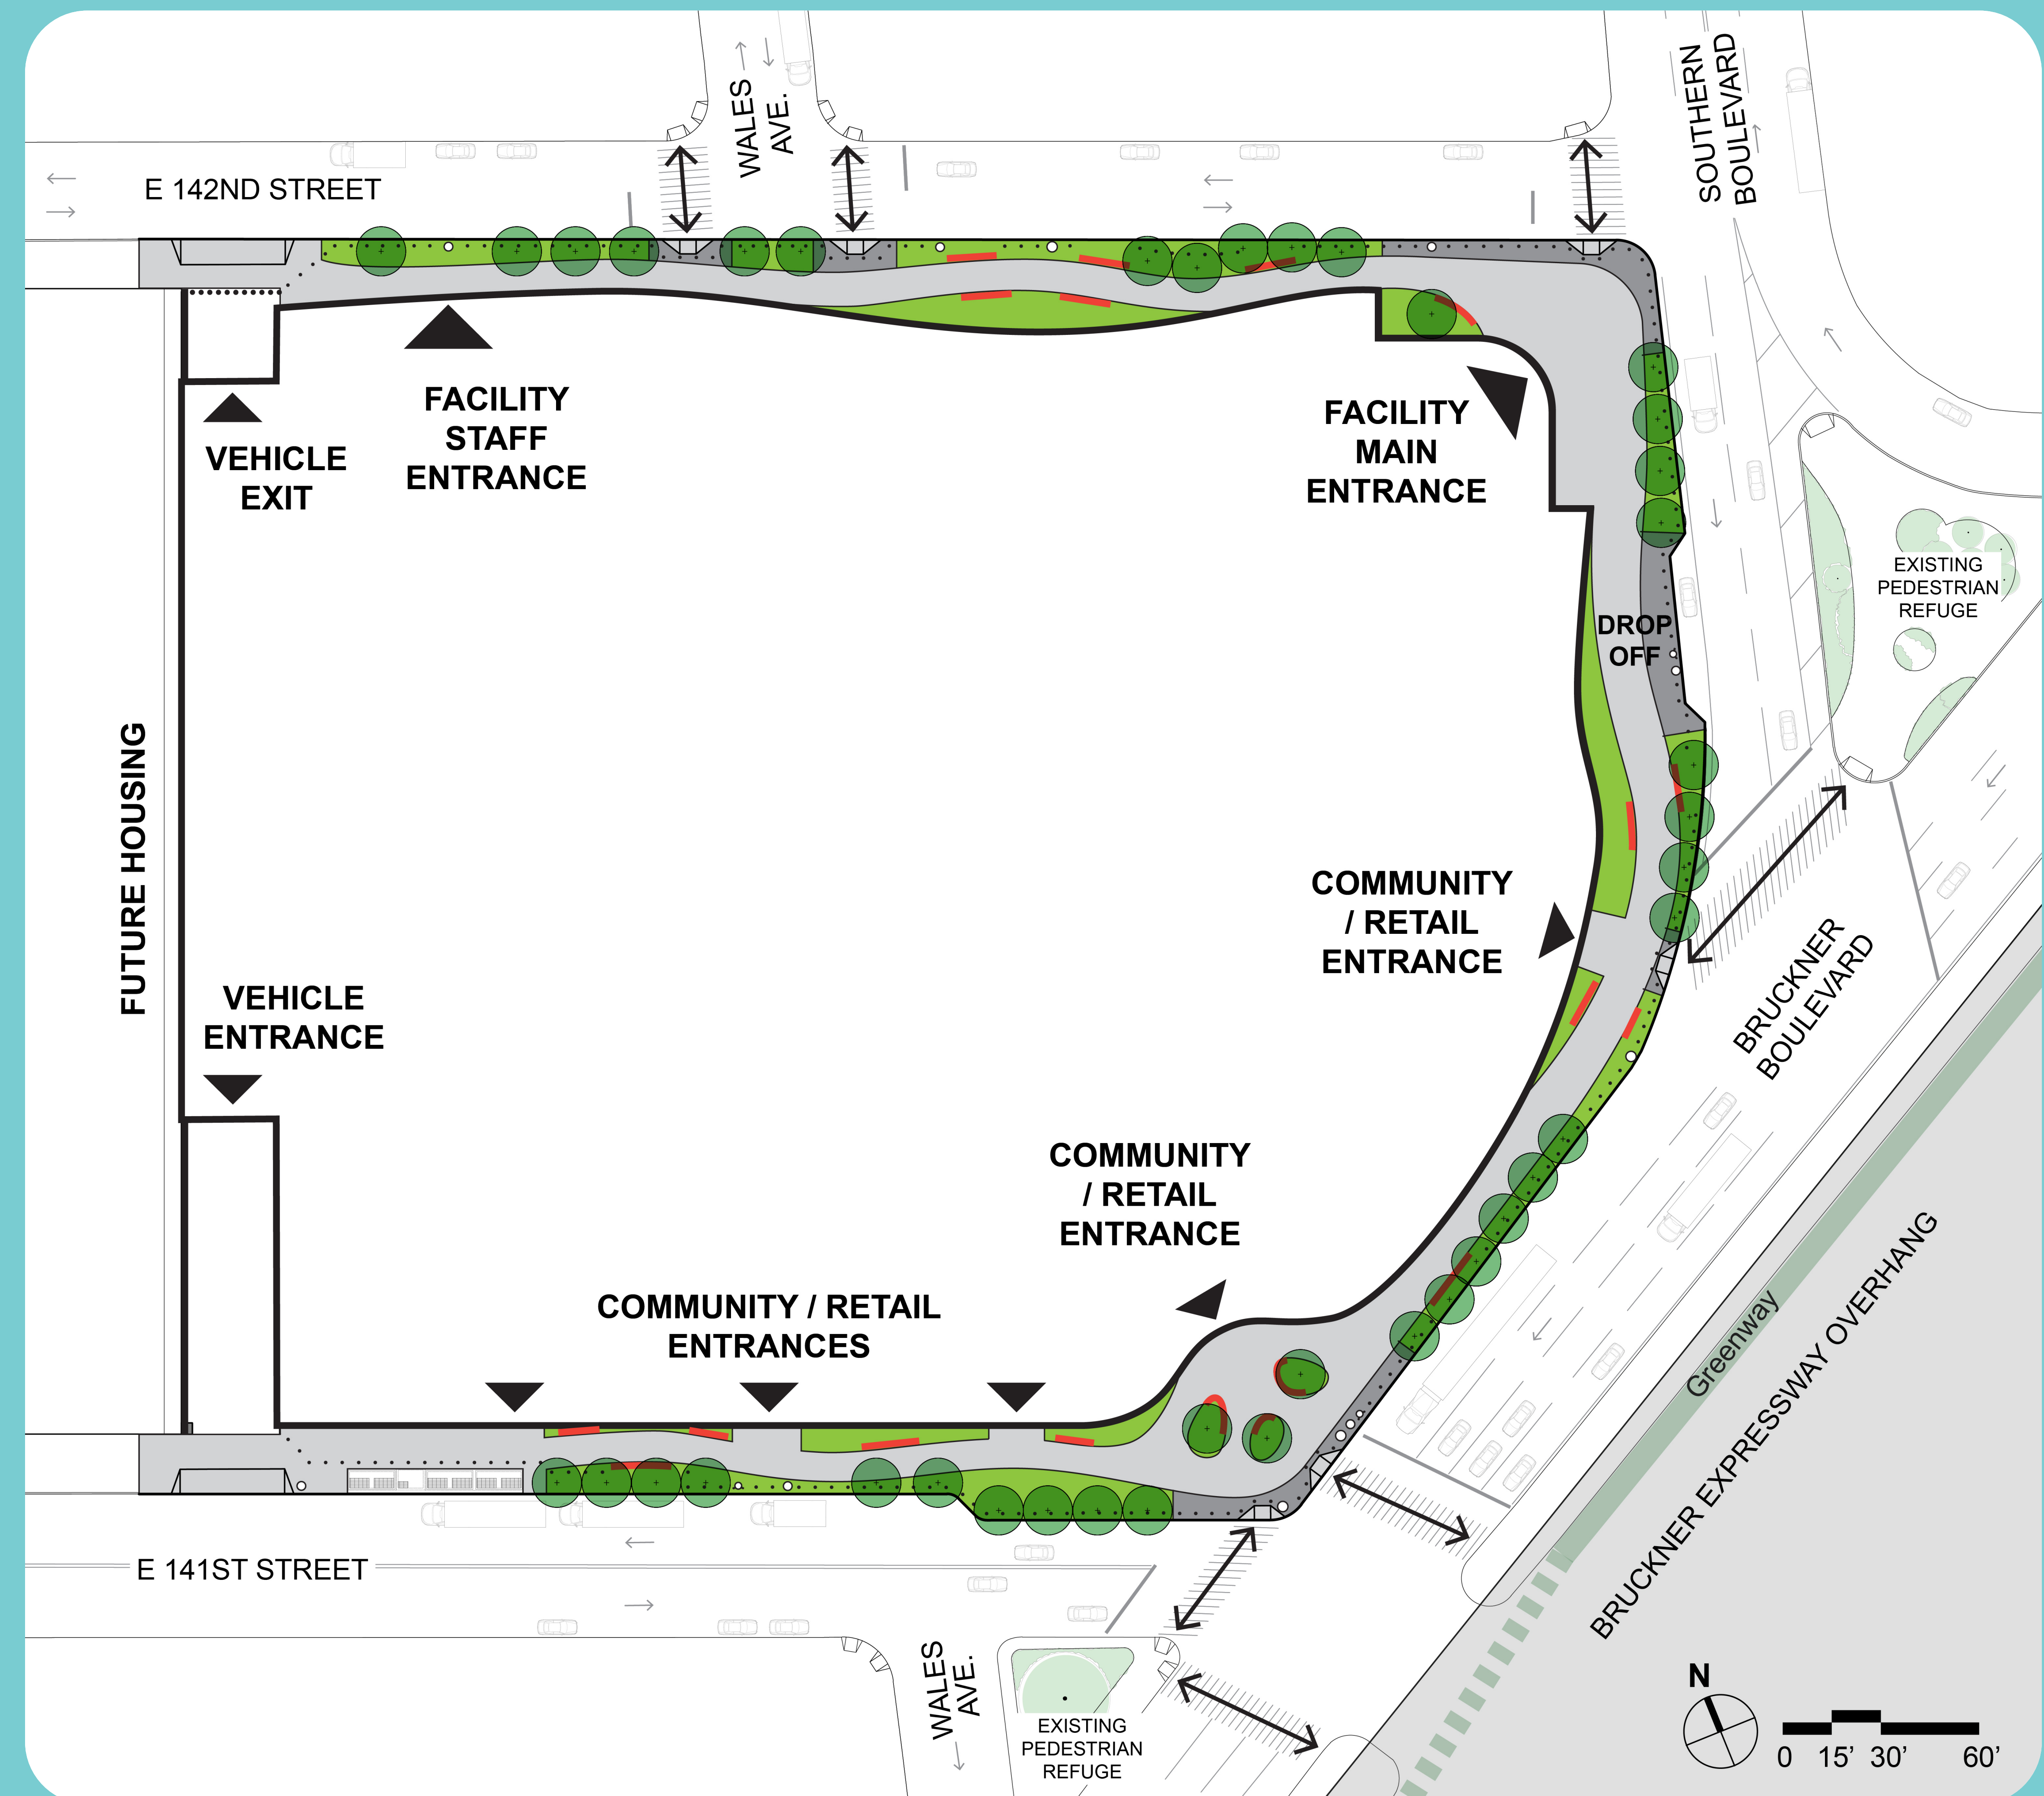 WALES
AVE.
SOUTHERN
BOULEVARD
E 142ND STREET
FACILITY
STAFF
ENTRANCE
VEHICLE
EXIT
FACILITY
MAIN
ENTRANCE
EXISTING
PEDESTRIAN
REFUGE
DROP
OFF
FUTURE HOUSING
COMMUNITY
/ RETAIL
ENTRANCE
VEHICLE
ENTRANCE
BRUCKNER
BOULEVARD
COMMUNITY
/ RETAIL
ENTRANCE
COMMUNITY / RETAIL
ENTRANCES
Greenway
BRUCKNER EXPRESSWAY OVERHANG
E 141ST STREET
WALES
AVE.
EXISTING
PEDESTRIAN
REFUGE
N
0 15’ 30’ 60’